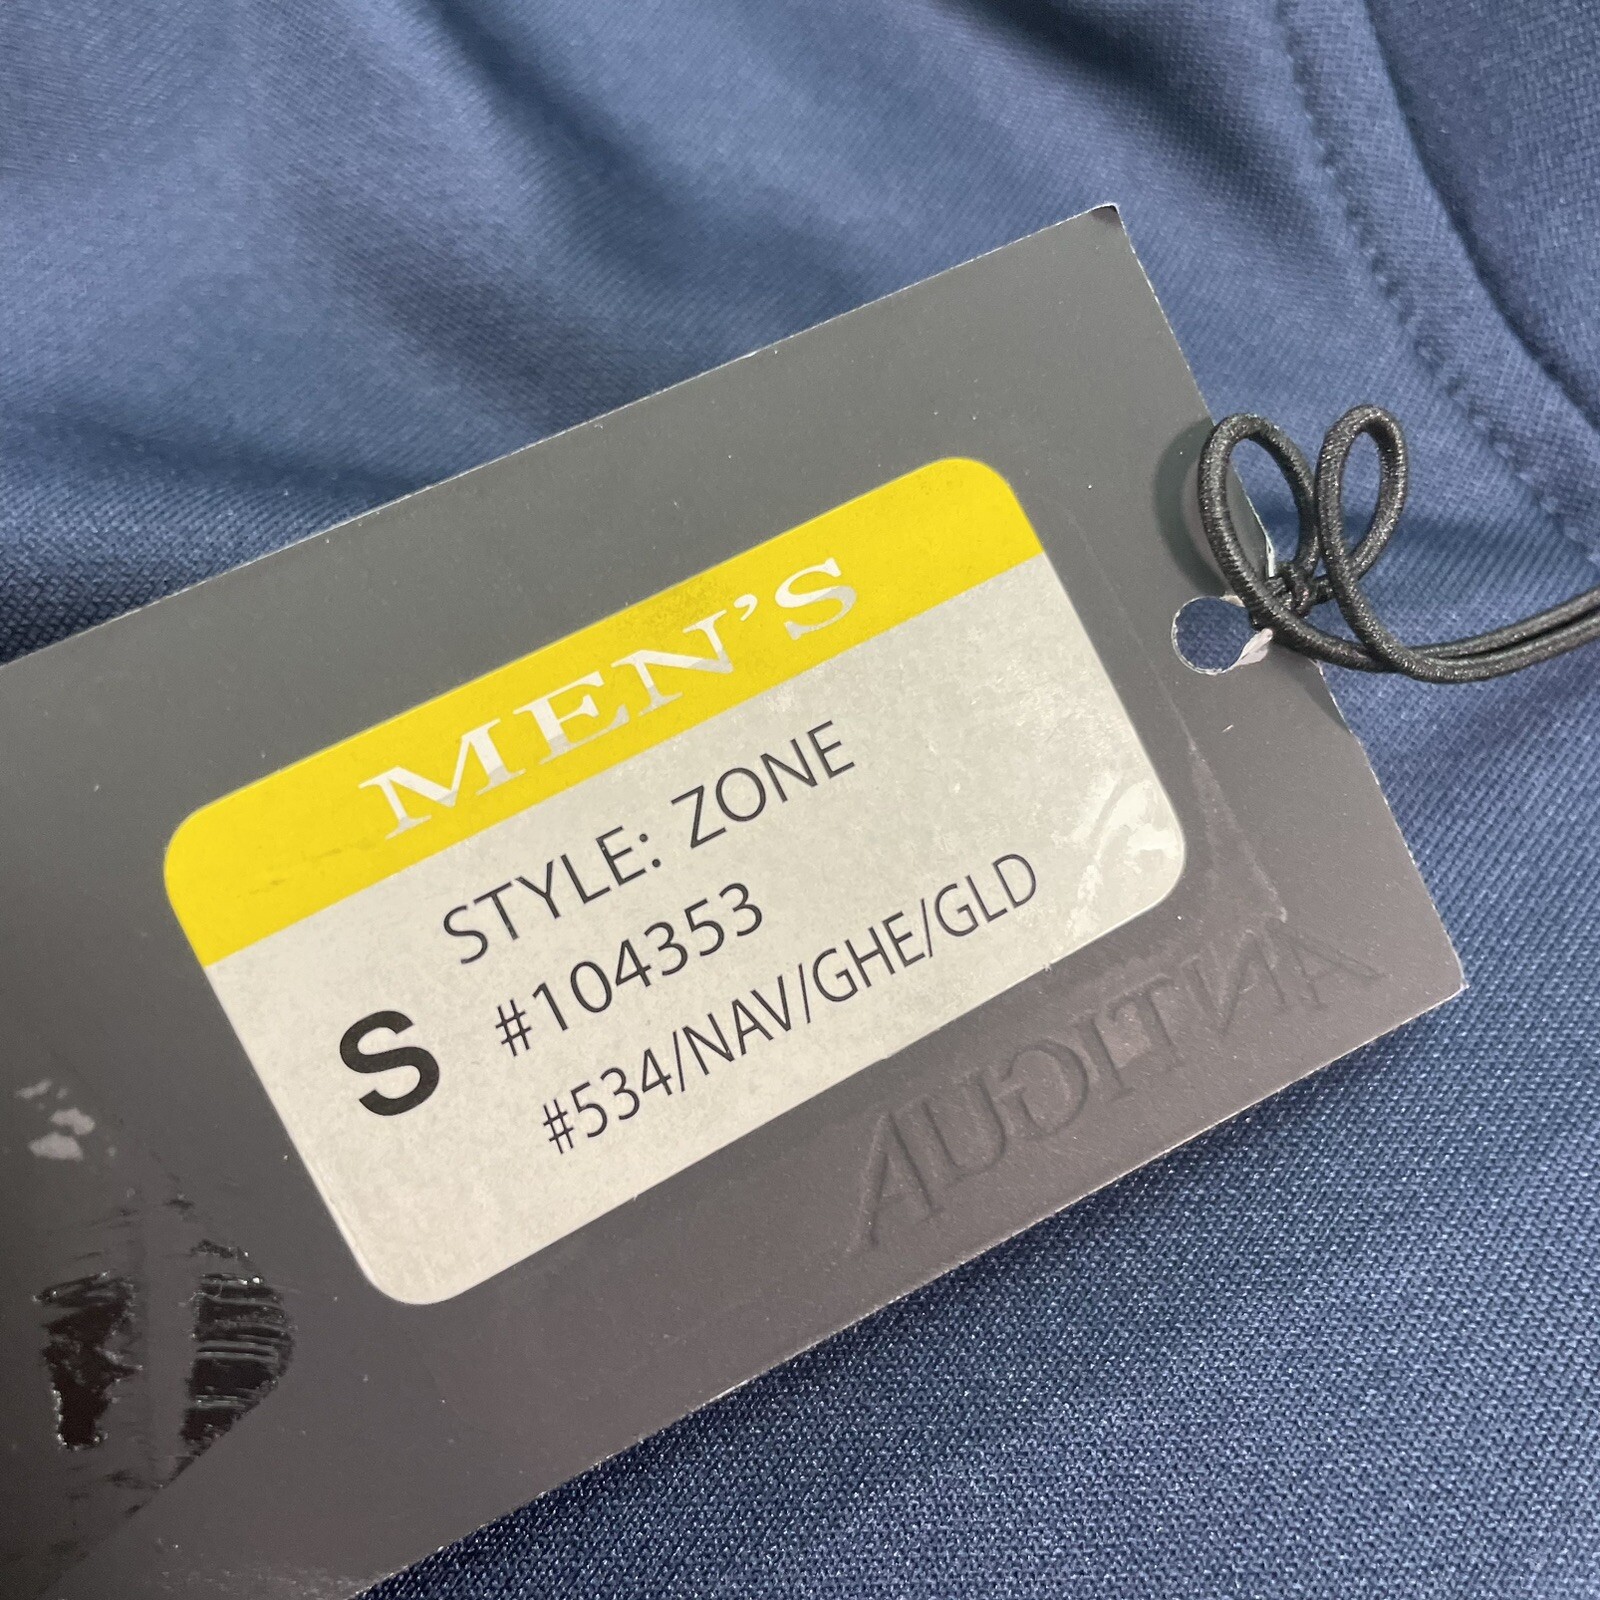 MEN'S
STYLE: ZONE
#104353
S
#534/NAV/GHE/GLD
ANTIGUA